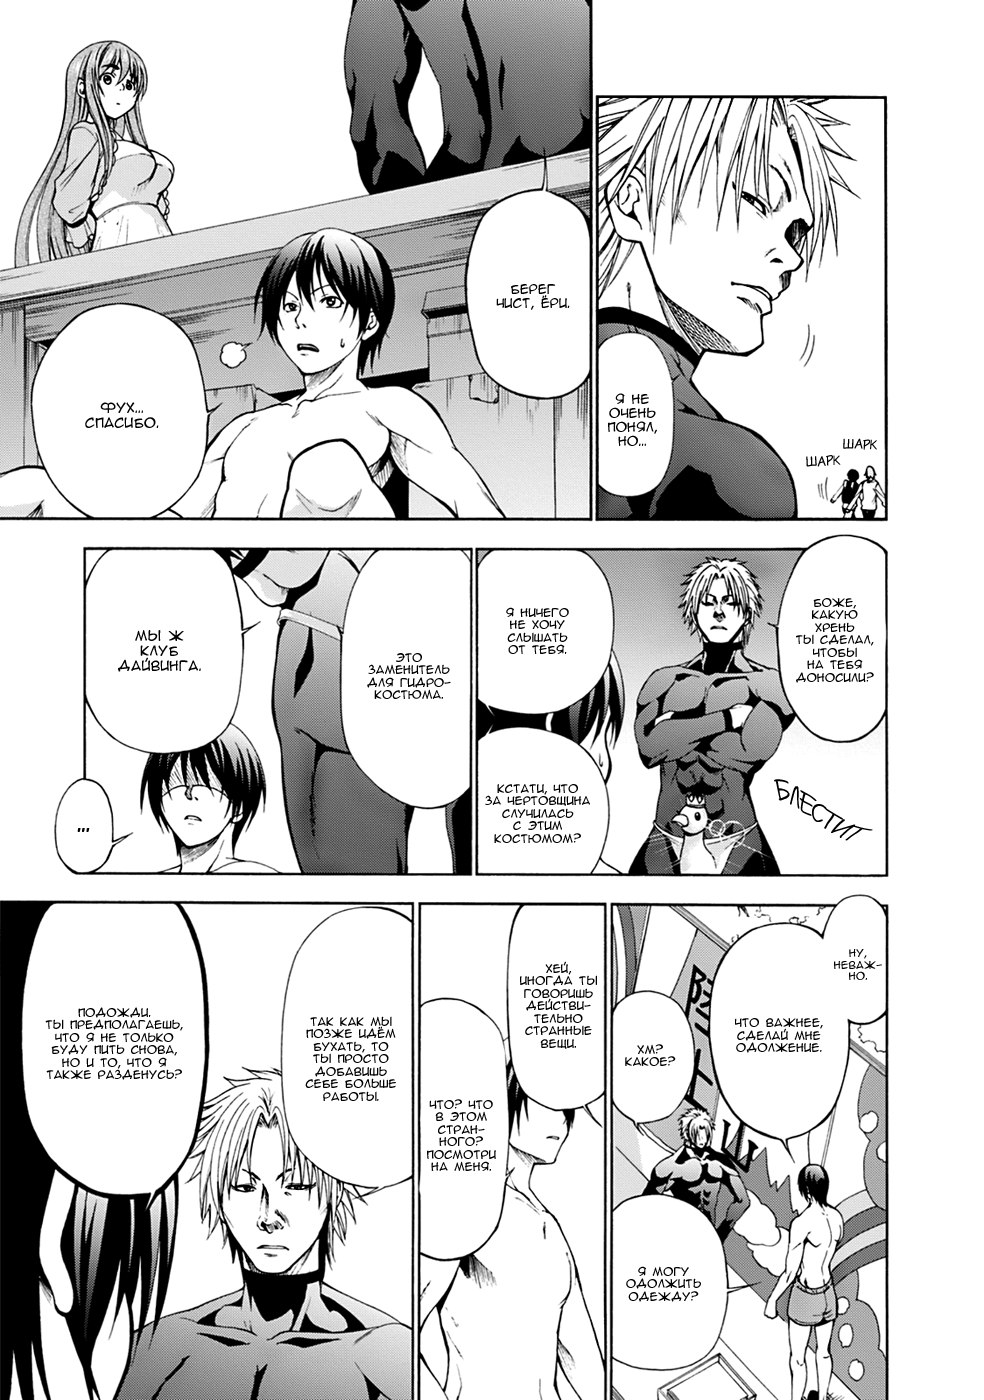 Я НЕ
ОЧЕНЬ
ПОНЯЛ,
НО...
ШАРК
ШАРК
БЕРЕГ
ЧИСТ, ЁРИ.
ФУХ...
СПАСИБО.
БОЖЕ,
КАКУЮ
ХРЕНЬ
ТЫ СДЕЛАЛ,
ЧТОБЫ
НА ТЕБЯ
ДОНОСИЛИ?
БЛЕСТИТ
Я НИЧЕГО
НЕ ХОЧУ
СЛЫШАТЬ
ОТ ТЕБЯ.
КСТАТИ, ЧТО
ЗА ЧЕРТОВЩИНА
СЛУЧИЛАСЬ
С ЭТИМ
КОСТЮМОМ?
ЭТО
ЗАМЕНИТЕЛЬ
ДЛЯ ГИДРО-
КОСТЮМА.
МЫ Ж
КЛУБ
ДАЙВИНГА.
...
НУ,
НЕВАЖ-
НО.
ЧТО ВАЖНЕЕ,
СДЕЛАЙ МНЕ
ОДОЛЖЕНИЕ.
ХМ?
КАКОЕ?
Я МОГУ
ОДОЛЖИТЬ
ОДЕЖДУ?
ХЕЙ,
ИНОГДА ТЫ
ГОВОРИШЬ
ДЕЙСТВИ-
ТЕЛЬНО
СТРАННЫЕ
ВЕЩИ.
ЧТО? ЧТО
В ЭТОМ
СТРАН-
НОГО?
ПОСМОТРИ
НА МЕНЯ.
ТАК КАК МЫ
ПОЗЖЕ ИДЁМ
БУХАТЬ, ТО
ТЫ ПРОСТО
ДОБАВИШЬ
СЕБЕ БОЛЬШЕ
РАБОТЫ.
ПОДОЖДИ.
ТЫ ПРЕДПОЛАГАЕШЬ,
ЧТО Я НЕ ТОЛЬКО
БУДУ ПИТЬ СНОВА,
НО И ТО, ЧТО Я
ТАКЖЕ РАЗДЕНУСЬ?